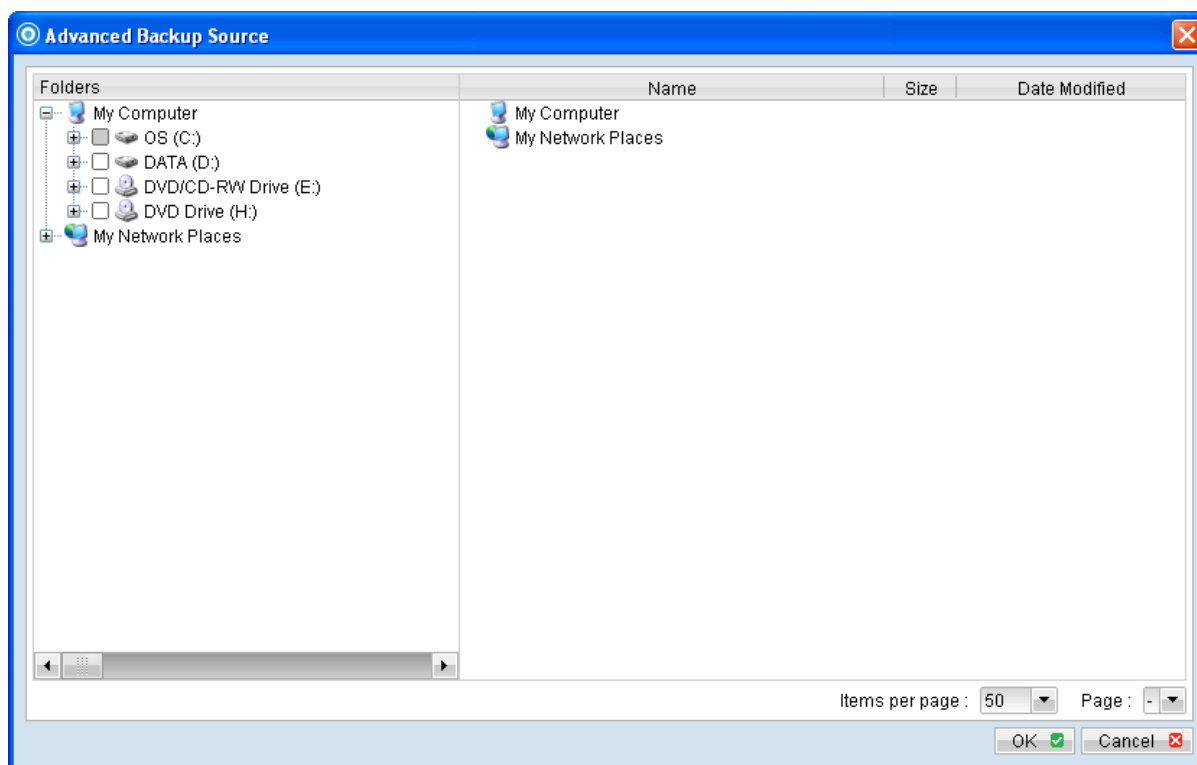 Advanced Backup Source
Folders
Name
Size
Date Modified
My Computer
OS (C:)
DATA (D:)
DVD/CD-RW Drive (E:)
DVD Drive (H:)
My Network Places
My Computer
My Network Places
Items per page : 50
Page : -
OK
Cancel